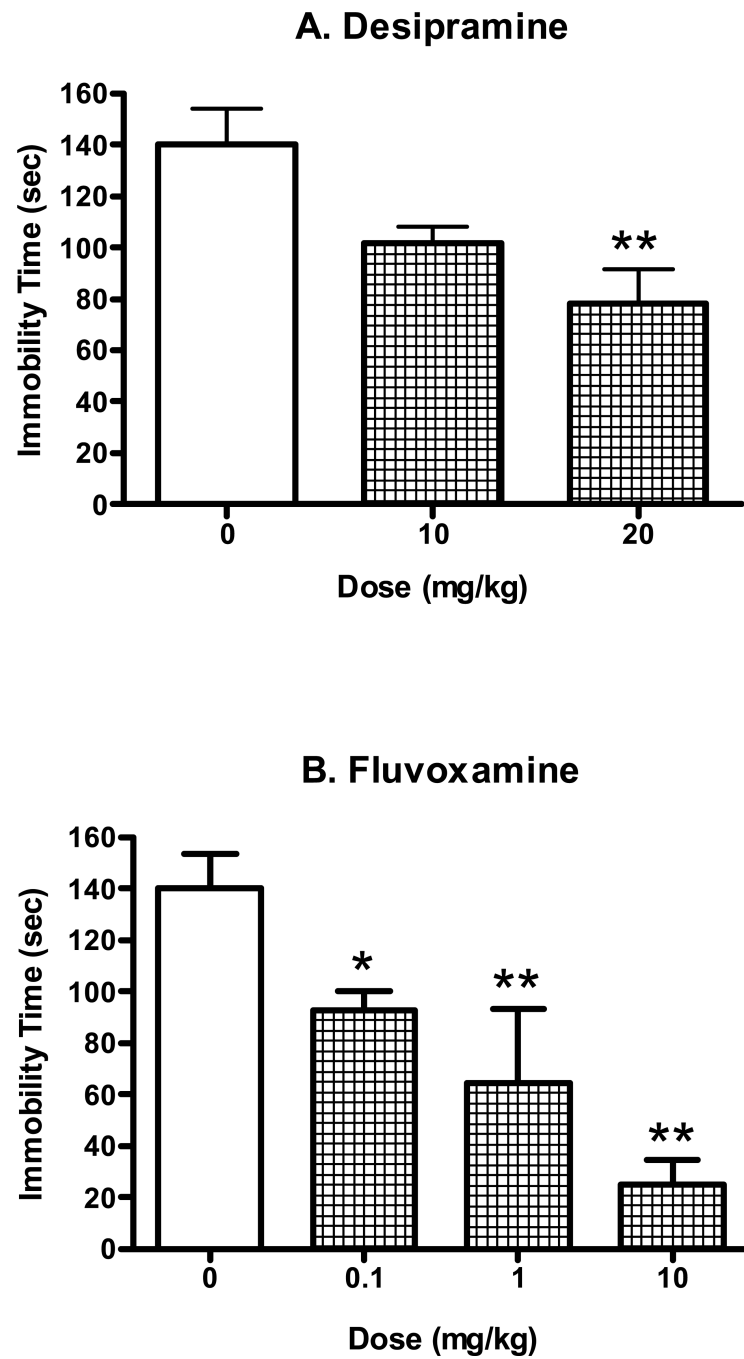 A. Desipramine
Immobility Time (sec)
160
140
120
100
80
60
40
20
0
**
0 10 20
Dose (mg/kg)
B. Fluvoxamine
Immobility Time (sec)
160
140
120
100
80
60
40
20
0
*
**
**
0 0.1 1 10
Dose (mg/kg)